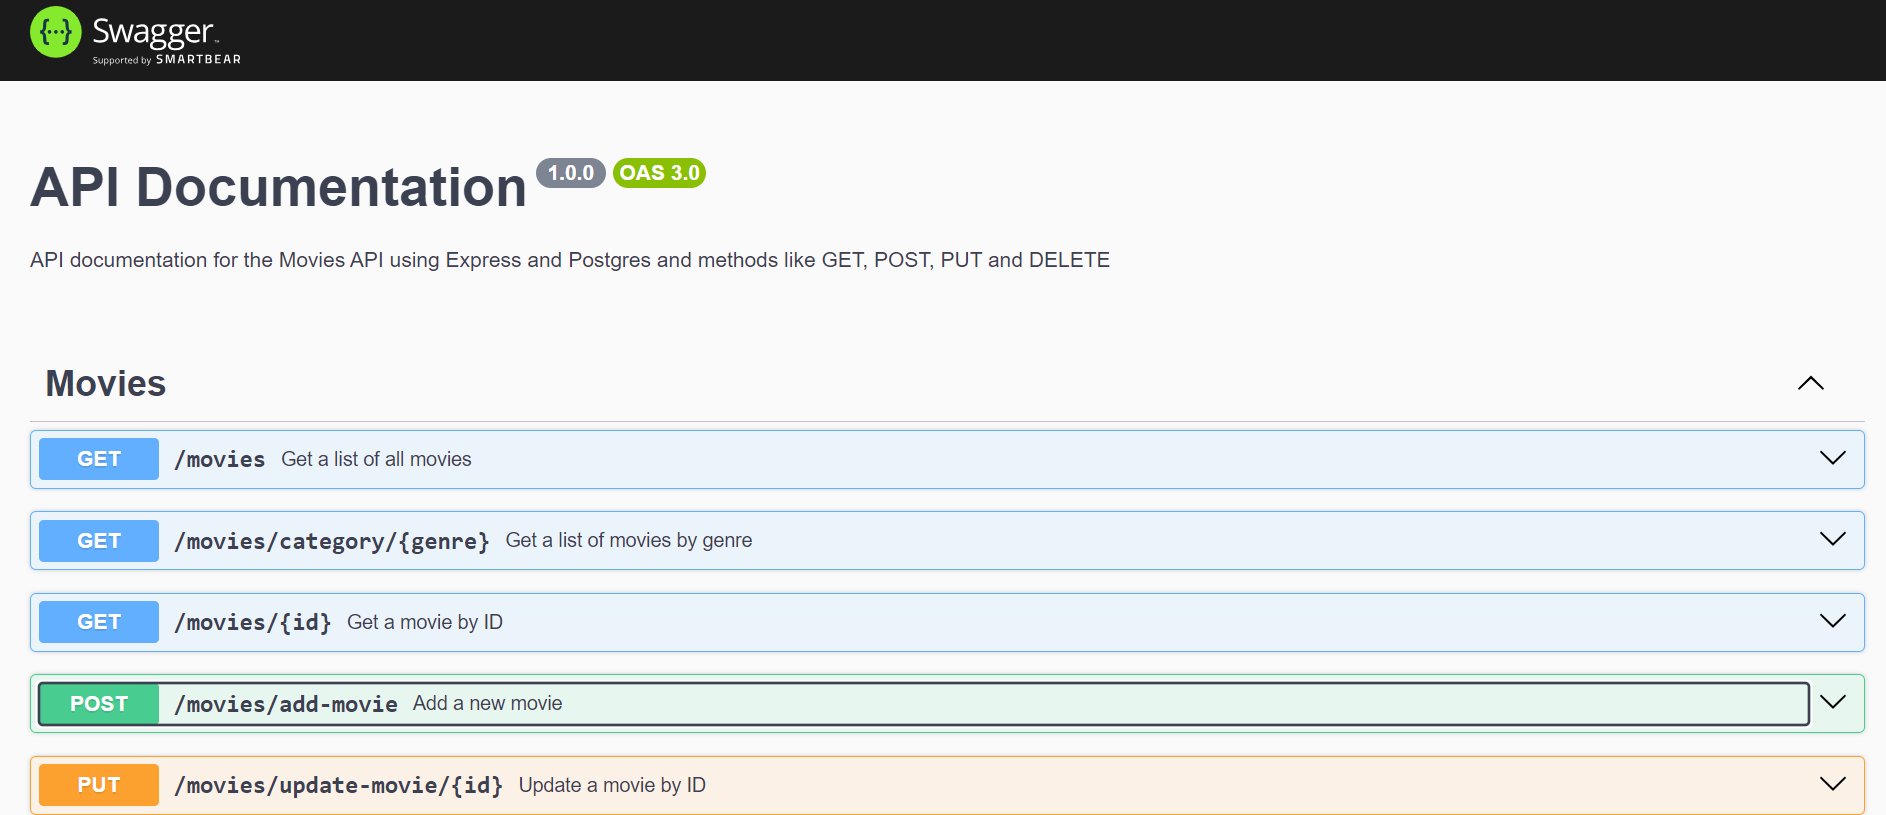 {···} Swagger™
Supported by SMARTBEAR
API Documentation 1.0.0 OAS 3.0
API documentation for the Movies API using Express and Postgres and methods like GET, POST, PUT and DELETE
Movies
GET /movies Get a list of all movies
GET /movies/category/{genre} Get a list of movies by genre
GET /movies/{id} Get a movie by ID
POST /movies/add-movie Add a new movie
PUT /movies/update-movie/{id} Update a movie by ID